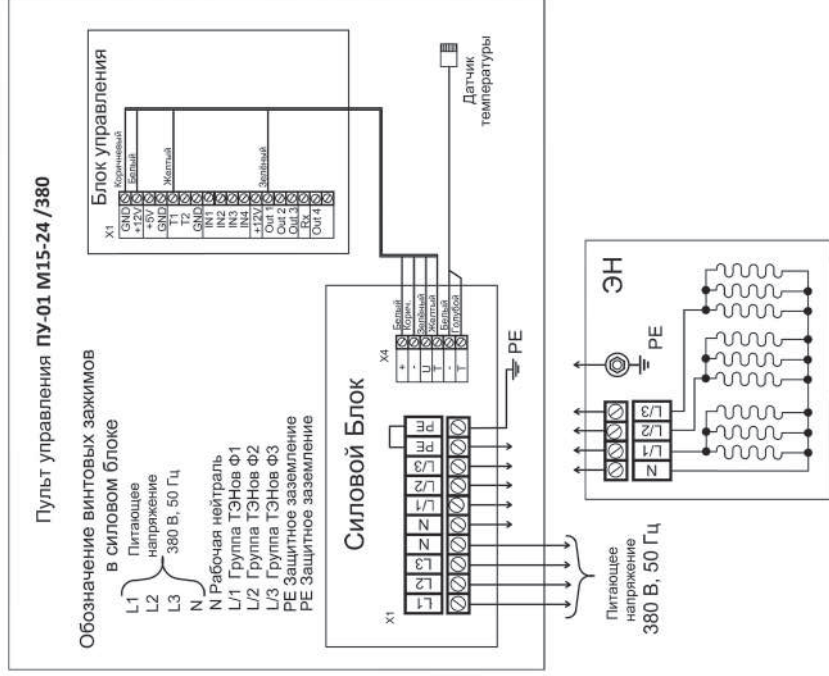 Пульт управления ПУ-01 М15-24 /380
Обозначение винтовых зажимов
в силовом блоке
L1
L2
L3
N
Питающее
напряжение
380 В, 50 Гц
N Рабочая нейтраль
L/1 Группа ТЭНов Ф1
L/2 Группа ТЭНов Ф2
L/3 Группа ТЭНов Ф3
PE Защитное заземление
PE Защитное заземление
Блок управления
X1
GND
+12V
+5V
GND
T1
T2
GND
IN1
IN2
IN3
IN4
+12V
Out 1
Out 2
Out 3
Rx
Out 4
Коричневый
Белый
Желтый
Зелёный
Датчик
температуры
Силовой Блок
X4
+
-
U
T
-
T
Белый
Корич.
Зелёный
Желтый
Белый
Голубой
X1
L1
L2
L3
N
N
L/1
L/2
L/3
PE
PE
PE
Питающее
напряжение
380 В, 50 Гц
ЭН
PE
N
L/1
L/2
L/3